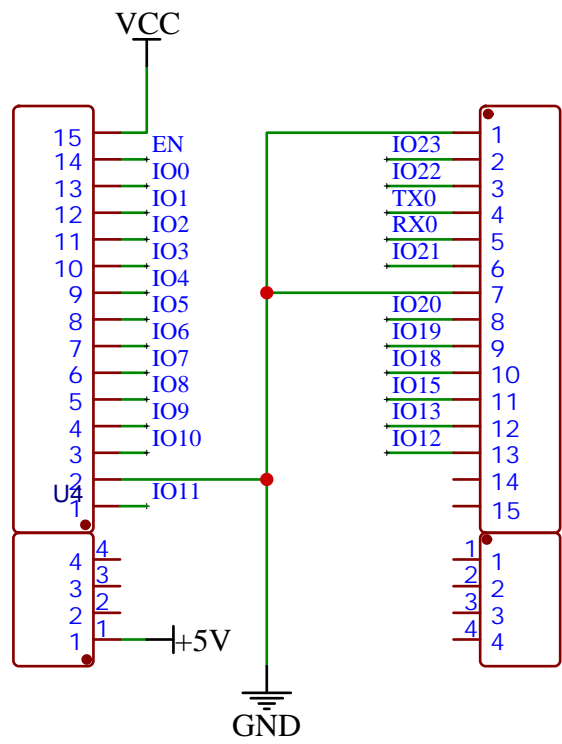 VCC
15
EN
14
IO0
13
IO1
12
IO2
11
IO3
10
IO4
9
IO5
8
IO6
7
IO7
6
IO8
5
IO9
4
IO10
3
2
U4
IO11
1
4 4
3 3
2 2
1 1
+5V
1
IO23
2
IO22
3
TX0
4
RX0
5
IO21
6
7
IO20
8
IO19
9
IO18
10
IO15
11
IO13
12
IO12
13
14
15
1 1
2 2
3 3
4 4
GND